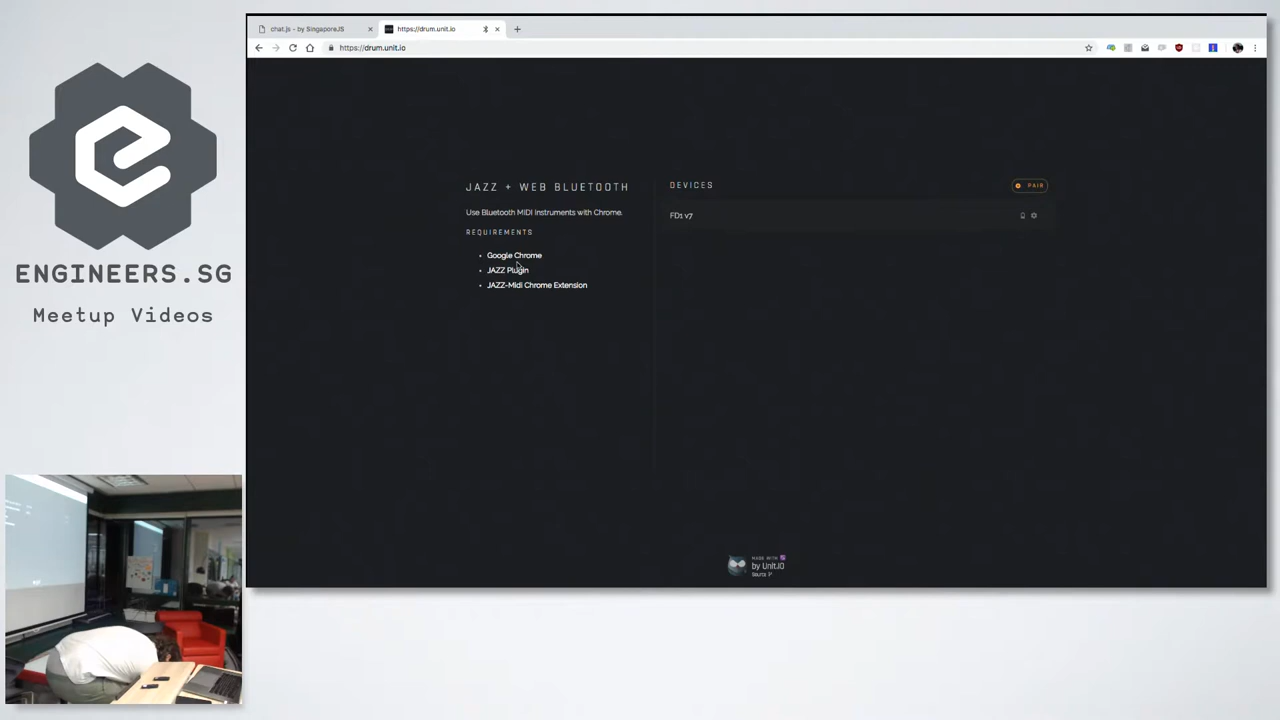 chat.js - by SingaporeJS
https://drum.unit.io
https://drum.unit.io
ENGINEERS.SG
Meetup Videos
JAZZ + WEB BLUETOOTH
Use Bluetooth MIDI Instruments with Chrome.
REQUIREMENTS
Google Chrome
JAZZ Plugin
JAZZ-Midi Chrome Extension
DEVICES
PAIR
FD1 v7
MADE WITH
by Unit.IO